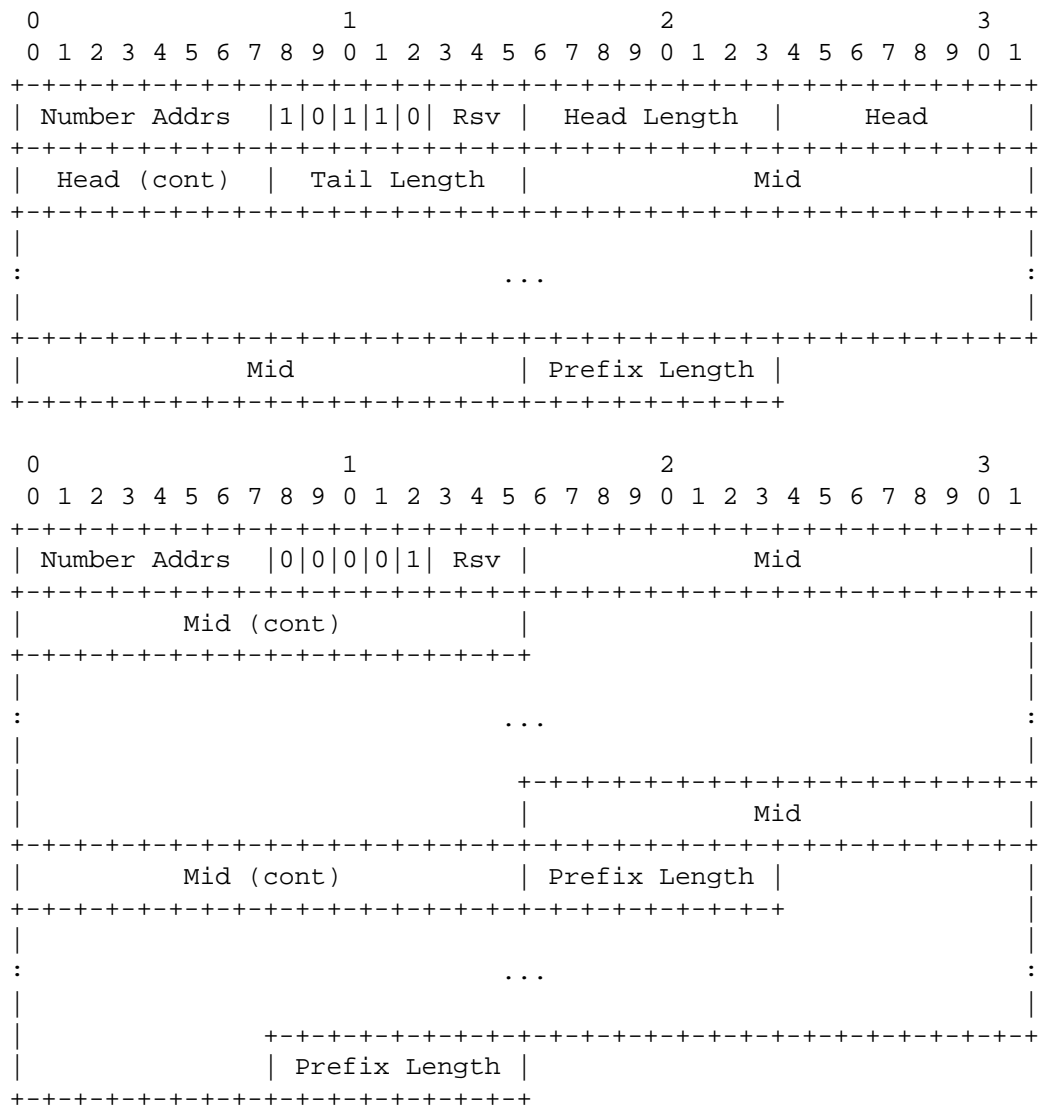 0                   1                   2                   3
 0 1 2 3 4 5 6 7 8 9 0 1 2 3 4 5 6 7 8 9 0 1 2 3 4 5 6 7 8 9 0 1
+-+-+-+-+-+-+-+-+-+-+-+-+-+-+-+-+-+-+-+-+-+-+-+-+-+-+-+-+-+-+-+-+
| Number Addrs  |1|0|1|1|0| Rsv |  Head Length  |     Head      |
+-+-+-+-+-+-+-+-+-+-+-+-+-+-+-+-+-+-+-+-+-+-+-+-+-+-+-+-+-+-+-+-+
|  Head (cont)  |  Tail Length  |              Mid              |
+-+-+-+-+-+-+-+-+-+-+-+-+-+-+-+-+-+-+-+-+-+-+-+-+-+-+-+-+-+-+-+-+
|                                                               |
:                              ...                              :
|                                                               |
+-+-+-+-+-+-+-+-+-+-+-+-+-+-+-+-+-+-+-+-+-+-+-+-+-+-+-+-+-+-+-+-+
|              Mid              | Prefix Length |
+-+-+-+-+-+-+-+-+-+-+-+-+-+-+-+-+-+-+-+-+-+-+-+-+

 0                   1                   2                   3
 0 1 2 3 4 5 6 7 8 9 0 1 2 3 4 5 6 7 8 9 0 1 2 3 4 5 6 7 8 9 0 1
+-+-+-+-+-+-+-+-+-+-+-+-+-+-+-+-+-+-+-+-+-+-+-+-+-+-+-+-+-+-+-+-+
| Number Addrs  |0|0|0|0|1| Rsv |              Mid              |
+-+-+-+-+-+-+-+-+-+-+-+-+-+-+-+-+-+-+-+-+-+-+-+-+-+-+-+-+-+-+-+-+
|          Mid (cont)           |                               |
+-+-+-+-+-+-+-+-+-+-+-+-+-+-+-+-+                               |
|                                                               |
:                              ...                              :
|                                                               |
|                               +-+-+-+-+-+-+-+-+-+-+-+-+-+-+-+-+
|                               |              Mid              |
+-+-+-+-+-+-+-+-+-+-+-+-+-+-+-+-+-+-+-+-+-+-+-+-+-+-+-+-+-+-+-+-+
|          Mid (cont)           | Prefix Length |               |
+-+-+-+-+-+-+-+-+-+-+-+-+-+-+-+-+-+-+-+-+-+-+-+-+               |
|                                                               |
:                              ...                              :
|                                                               |
|               +-+-+-+-+-+-+-+-+-+-+-+-+-+-+-+-+-+-+-+-+-+-+-+-+
|               | Prefix Length |
+-+-+-+-+-+-+-+-+-+-+-+-+-+-+-+-+